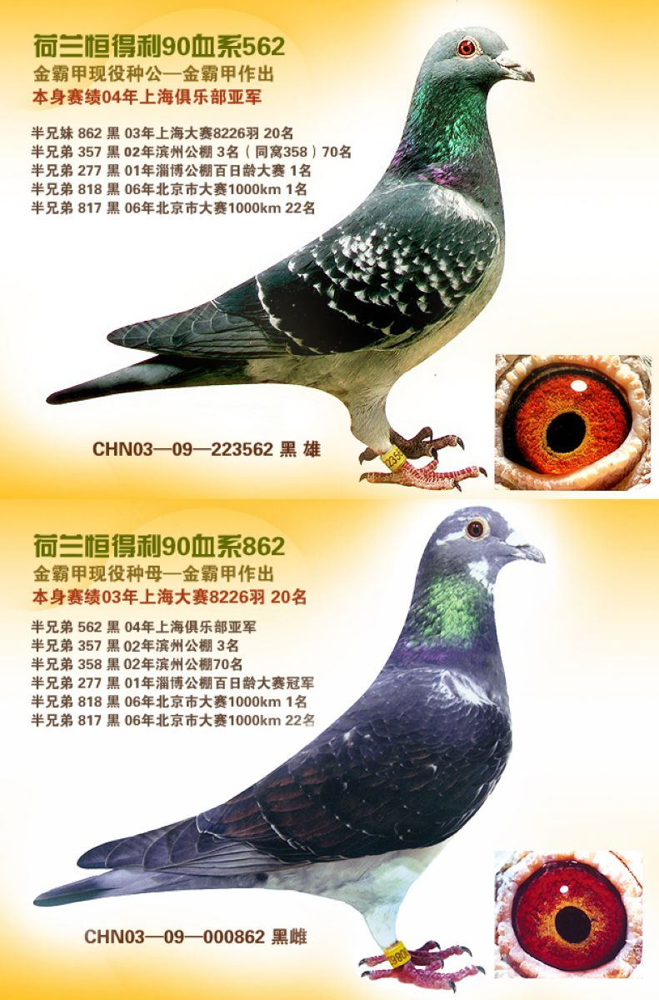 荷兰恒得利90血系562
金霸甲现役种公—金霸甲作出
本身赛绩04年上海俱乐部亚军
半兄妹 862 黑 03年上海大赛8226羽 20名
半兄弟 357 黑 02年滨州公棚 3名（同窝358）70名
半兄弟 277 黑 01年淄博公棚百日龄大赛 1名
半兄弟 818 黑 06年北京市大赛1000km 1名
半兄弟 817 黑 06年北京市大赛1000km 22名
CHN03—09—223562 黑 雄
荷兰恒得利90血系862
金霸甲现役种母—金霸甲作出
本身赛绩03年上海大赛8226羽 20名
半兄弟 562 黑 04年上海俱乐部亚军
半兄弟 357 黑 02年滨州公棚 3名
半兄弟 358 黑 02年滨州公棚70名
半兄弟 277 黑 01年淄博公棚百日龄大赛冠军
半兄弟 818 黑 06年北京市大赛1000km 1名
半兄弟 817 黑 06年北京市大赛1000km 22名
CHN03—09—000862 黑雌